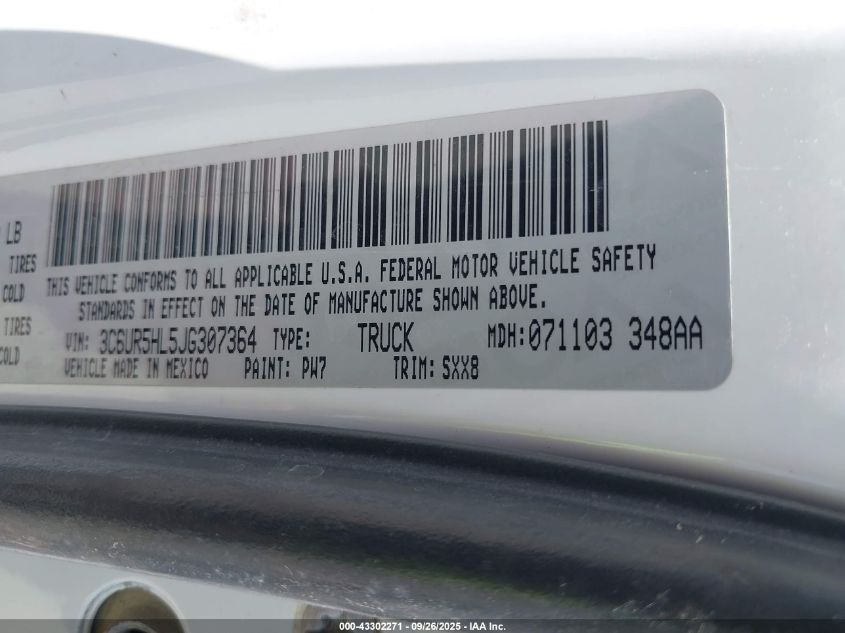 LB
TIRES
COLD
TIRES
COLD
THIS VEHICLE CONFORMS TO ALL APPLICABLE U.S.A. FEDERAL MOTOR VEHICLE SAFETY
STANDARDS IN EFFECT ON THE DATE OF MANUFACTURE SHOWN ABOVE.
VIN: 3C6UR5HL5JG307364 TYPE: TRUCK MDH:071103 348AA
VEHICLE MADE IN MEXICO PAINT: PW7 TRIM: SXX8
000-43302271 - 09/26/2025 - IAA Inc.